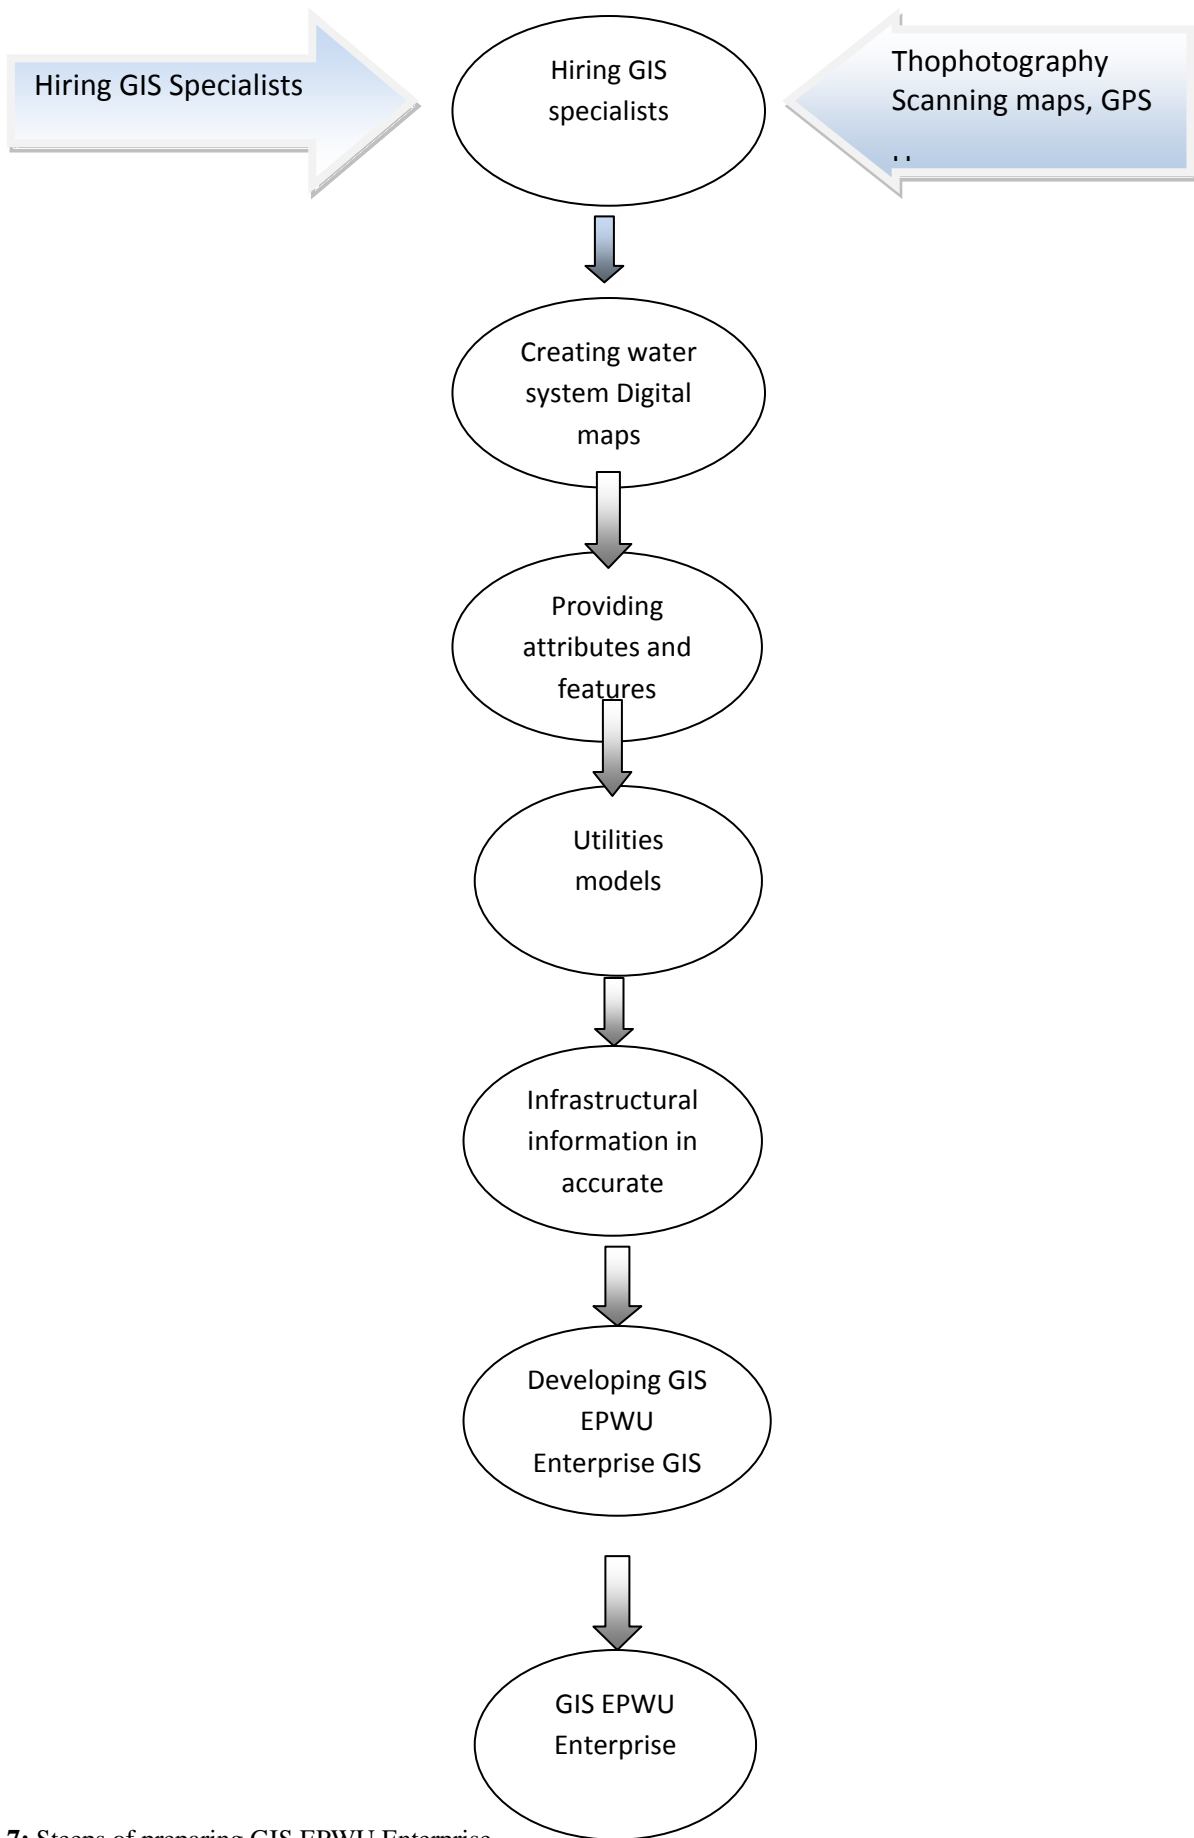 Hiring GIS Specialists
Hiring GIS
specialists
Thophotography
Scanning maps, GPS
Creating water
system Digital
maps
Providing
attributes and
features
Utilities
models
Infrastructural
information in
accurate
Developing GIS
EPWU
Enterprise GIS
GIS EPWU
Enterprise
7: Steeps of preparing GIS EPWU Enterprise